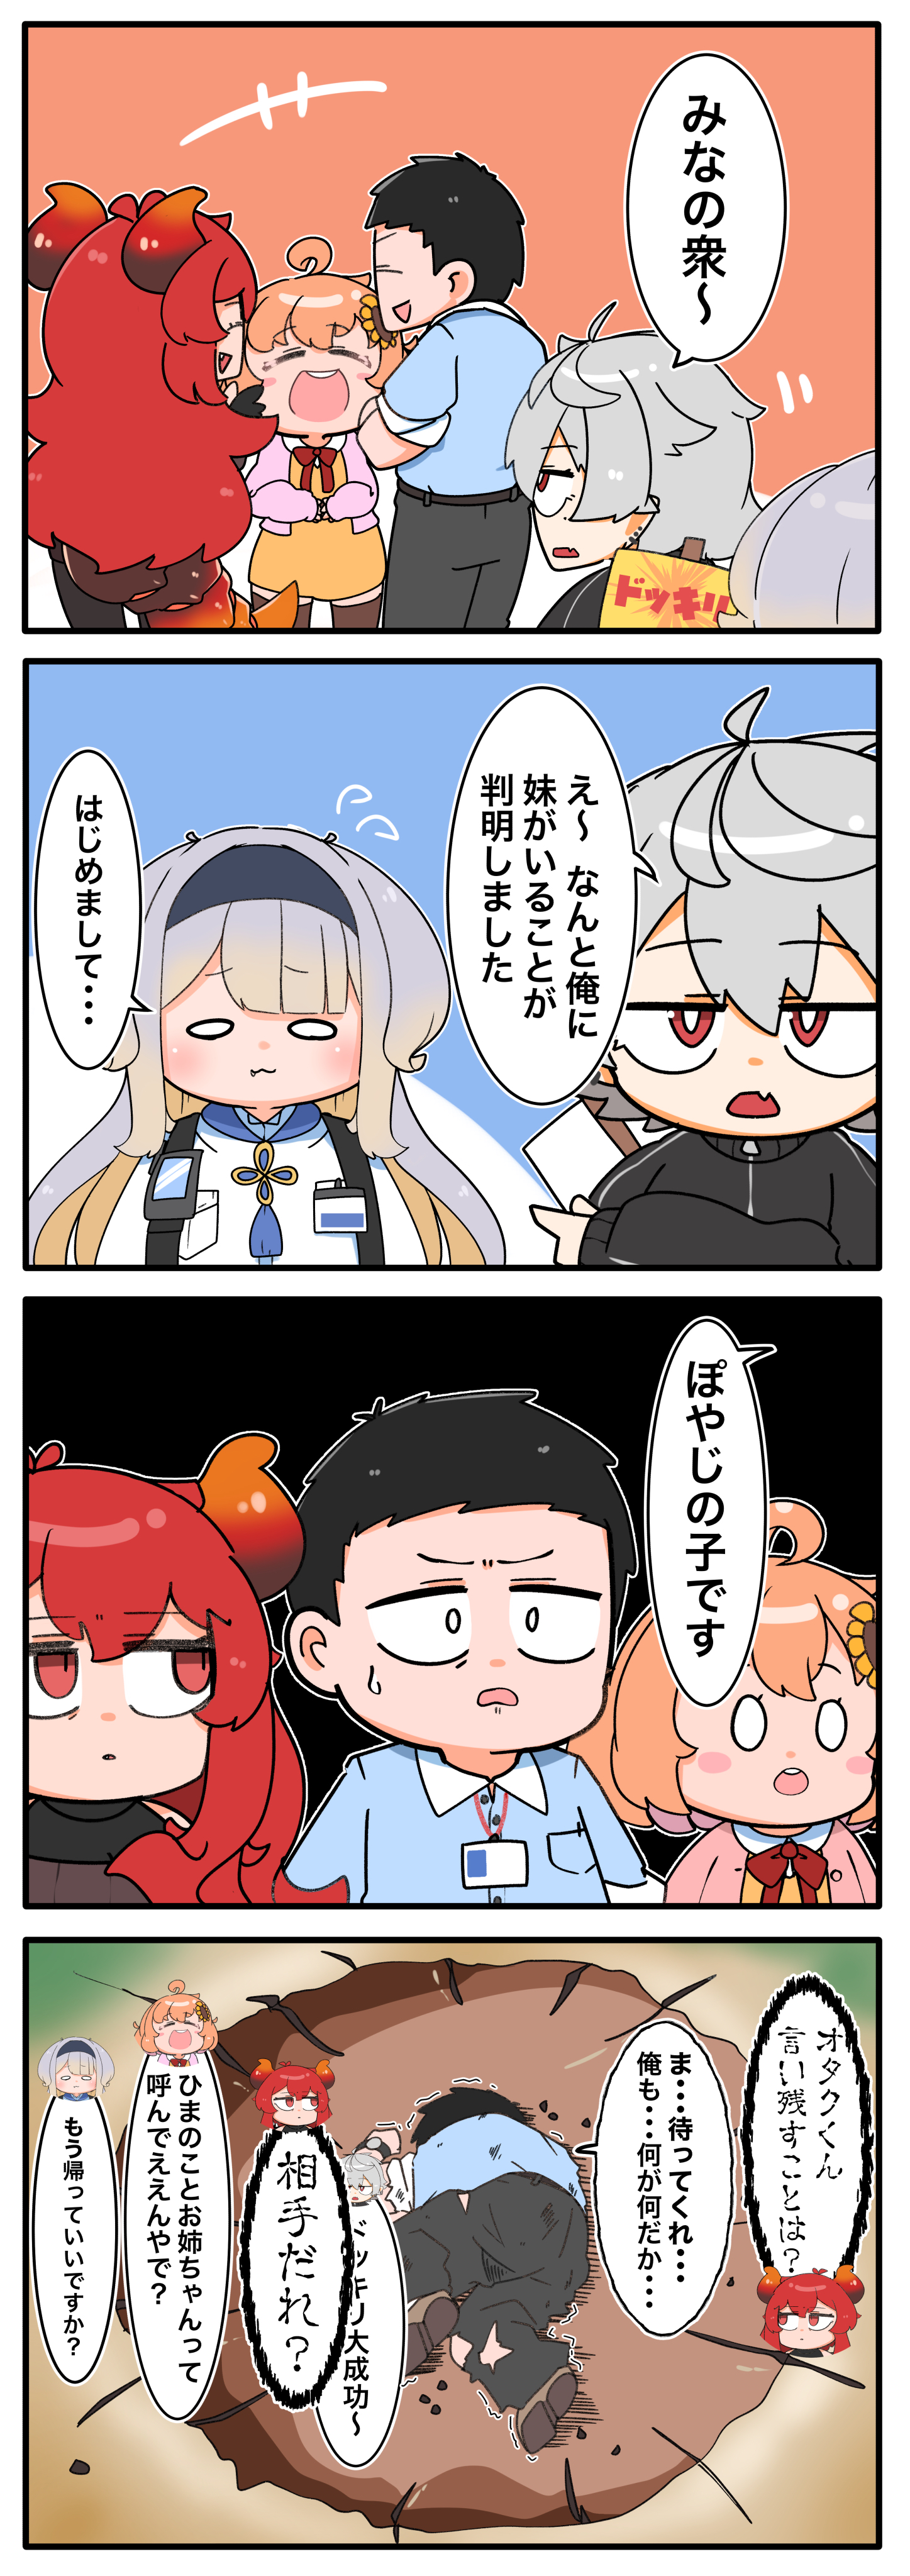 みなの衆～
ドッキリ
え～ なんと俺に
妹がいることが
判明しました
はじめまして・・・
ぽやじの子です
オタクくん
言い残すことは？
ま・・・待ってくれ・・・
俺も・・・何が何だか・・・
ドッキリ大成功～
相手だれ？
ひまのことお姉ちゃんって
呼んでええんやで？
もう帰っていいですか？